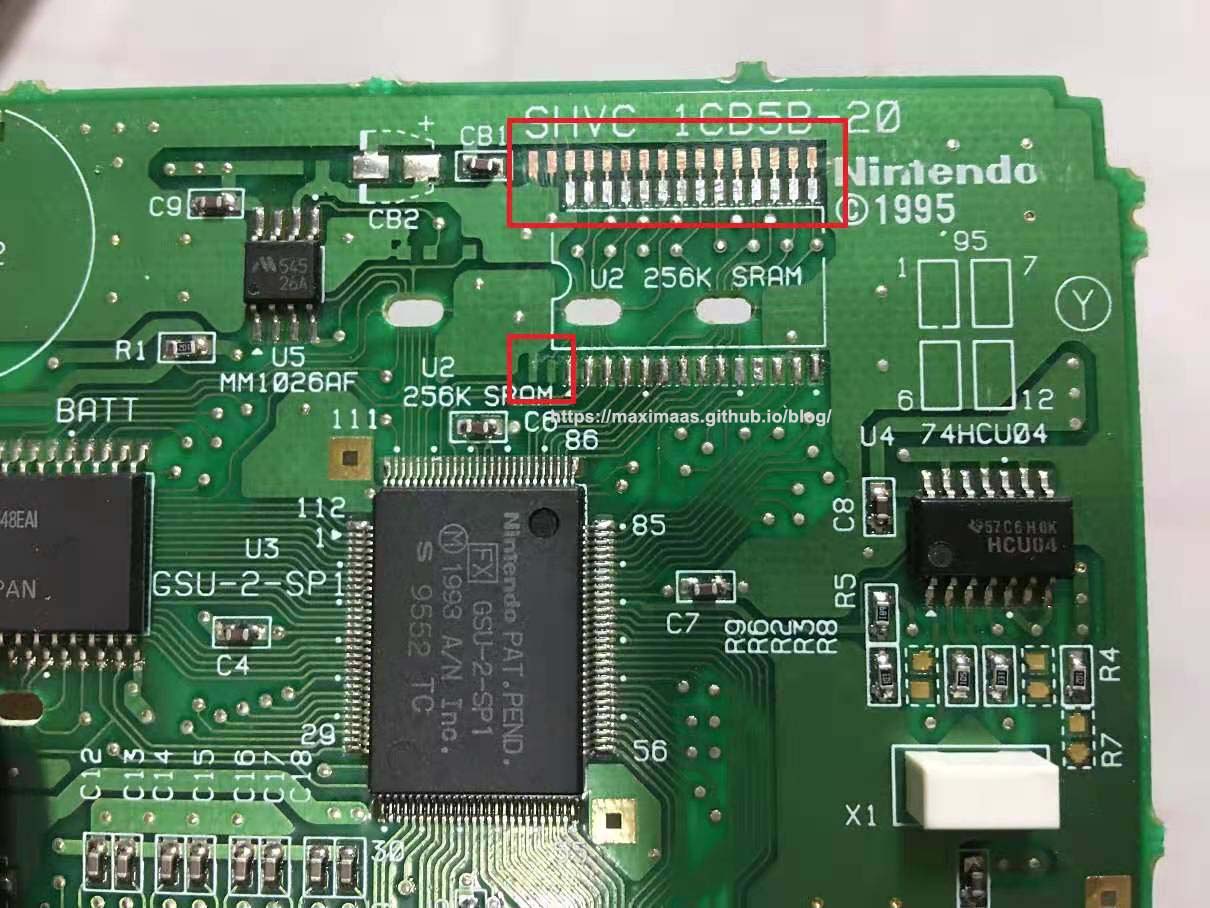 SHVC 1CB5B-20
CB1
+
Nintendo
©1995
C9
CB2
'95
1
7
6
12
U2 256K SRAM
545
26A
R1
U5
MM1026AF
U2
256K SRAM
Y
https://maximaas.github.io/blog/
BATT
111
C6
86
U4 74HCU04
48EAI
PAN
112
1
85
C8
57C6H0K
HCU04
U3
GSU-2-SP1
Nintendo PAT.PEND.
FX GSU-2-SP1
M 1993 A/N Inc.
S 9552 TC
R5
C7
R9
R6
R2
R3
R8
C4
R4
29
56
R7
C12
C13
C14
C15
C16
C17
C18
X1
30
55